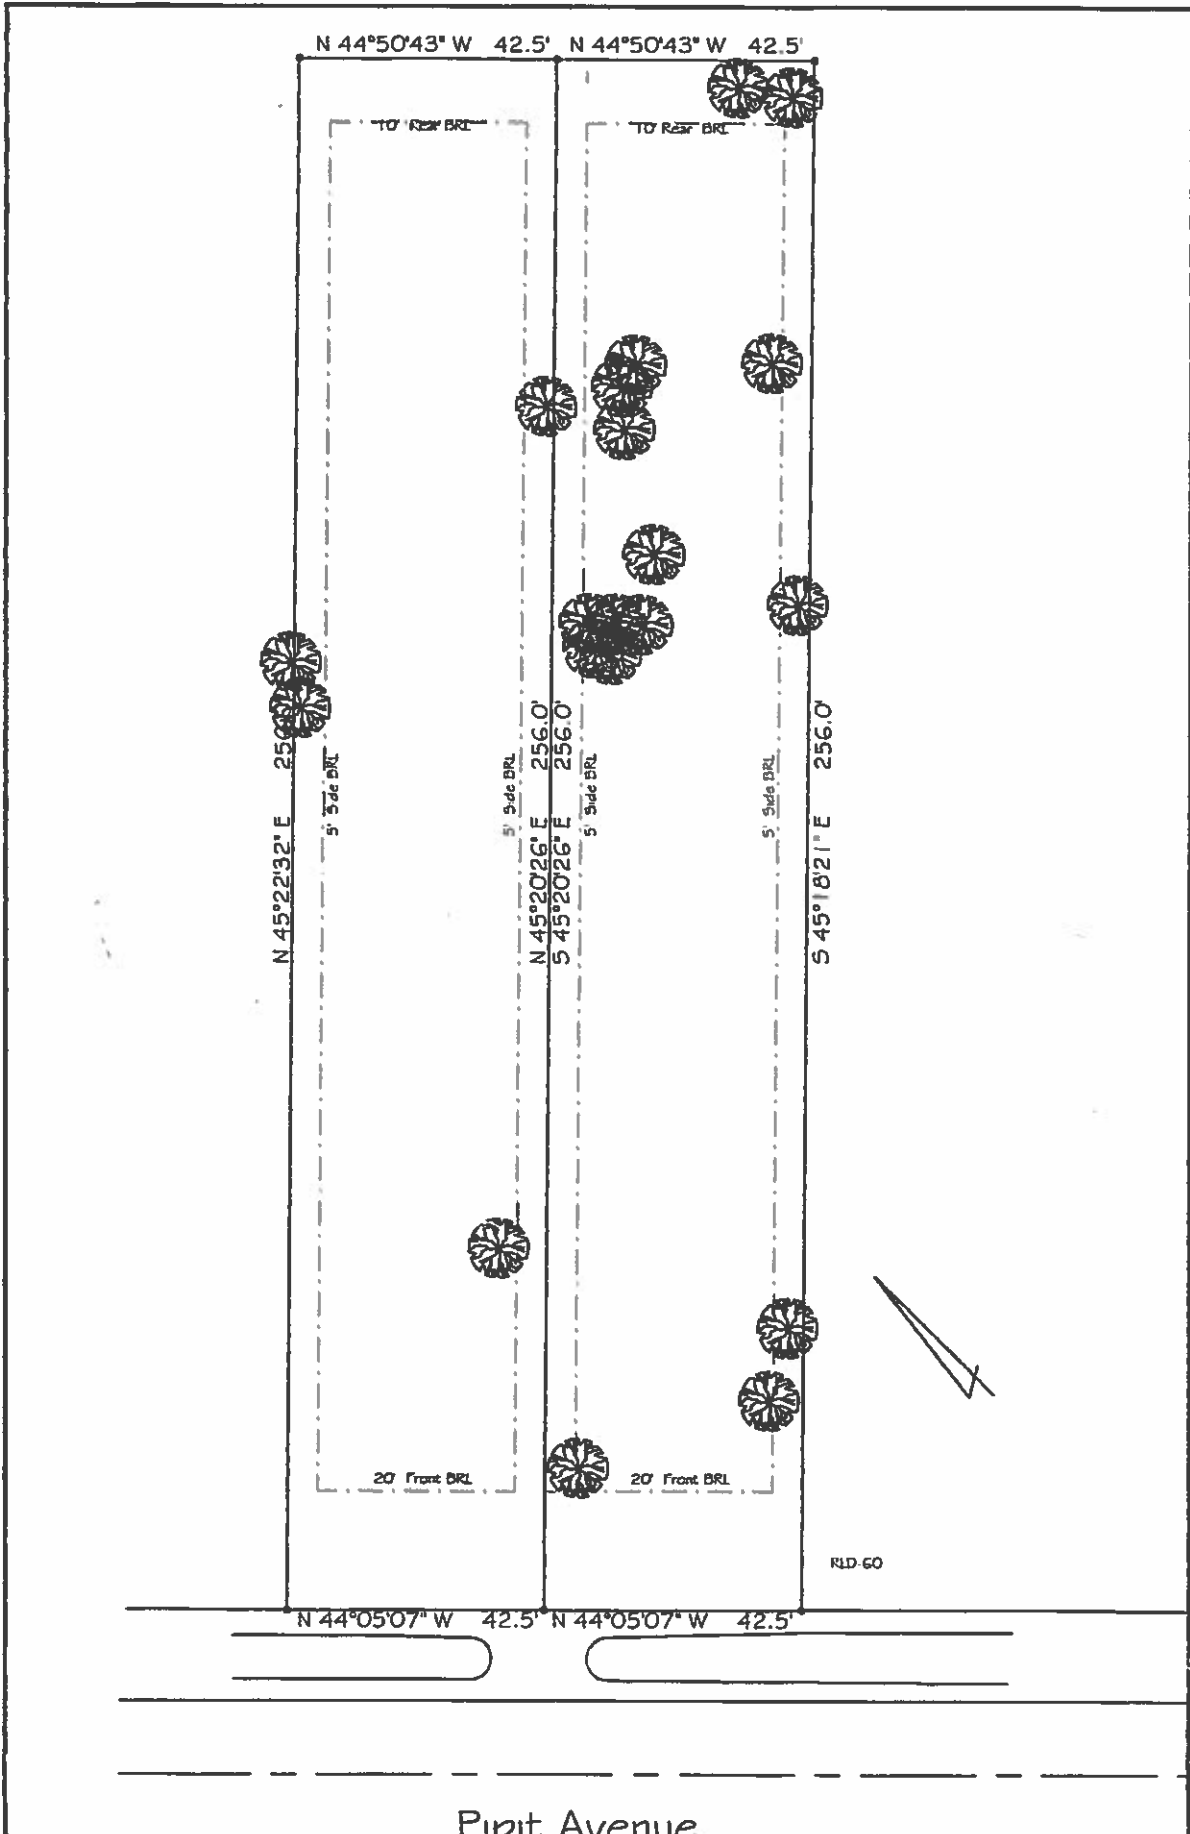 N 44°50'43" W 42.5' N 44°50'43" W 42.5'
10' Rear BRL 10' Rear BRL
N 45°22'32" E
5' Side BRL
5' Side BRL
N 45°20'26" E 256.0'
S 45°20'26" E 256.0'
5' Side BRL
5' Side BRL
S 45°18'21" E 256.0'
20' Front BRL 20' Front BRL
RLD-60
N 44°05'07" W 42.5' N 44°05'07" W 42.5'
Pipit Avenue